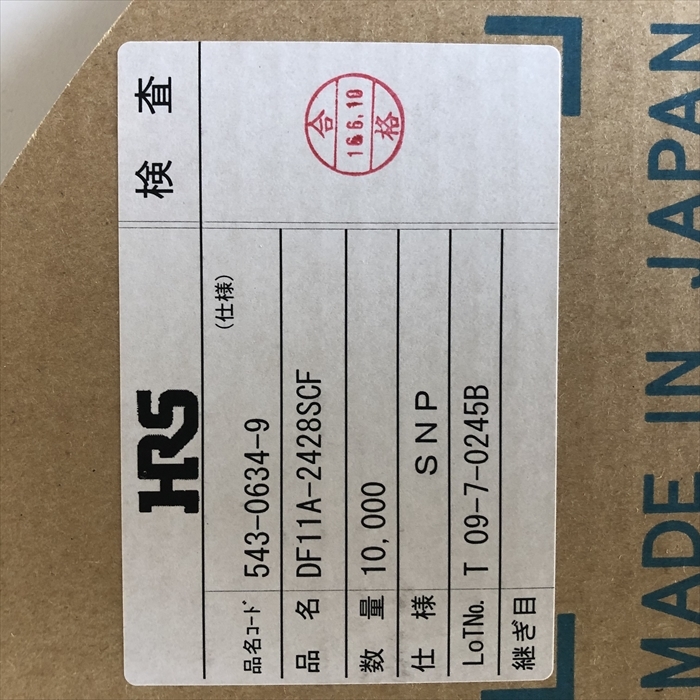 HRS 検査
品名コード 543-0634-9 (仕様)
品名 DF11A-2428SCF
数量 10,000
仕様 SNP
LoTNo. T 09-7-0245B
継ぎ目
合
16.6.10
格
MADE IN JAPAN